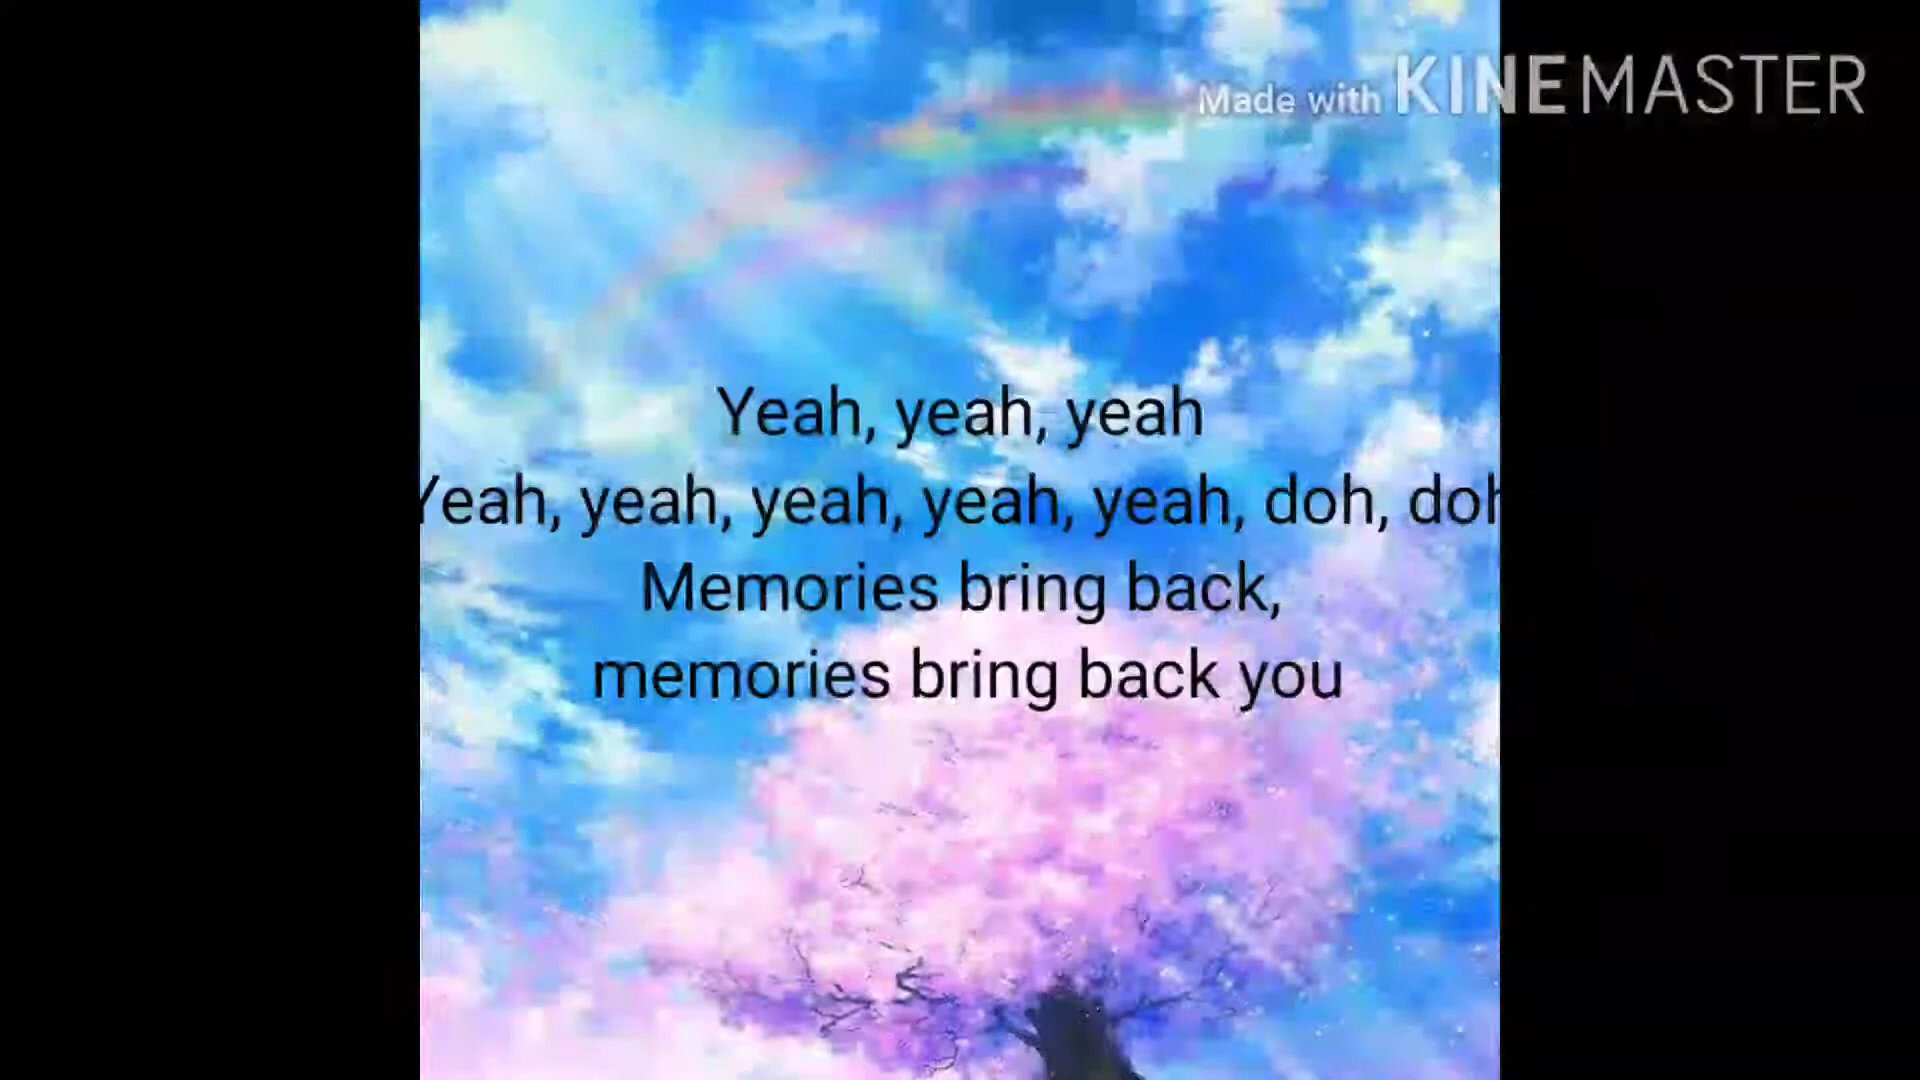 Made with KINEMASTER
Yeah, yeah, yeah
Yeah, yeah, yeah, yeah, yeah, doh, doh
Memories bring back,
memories bring back you